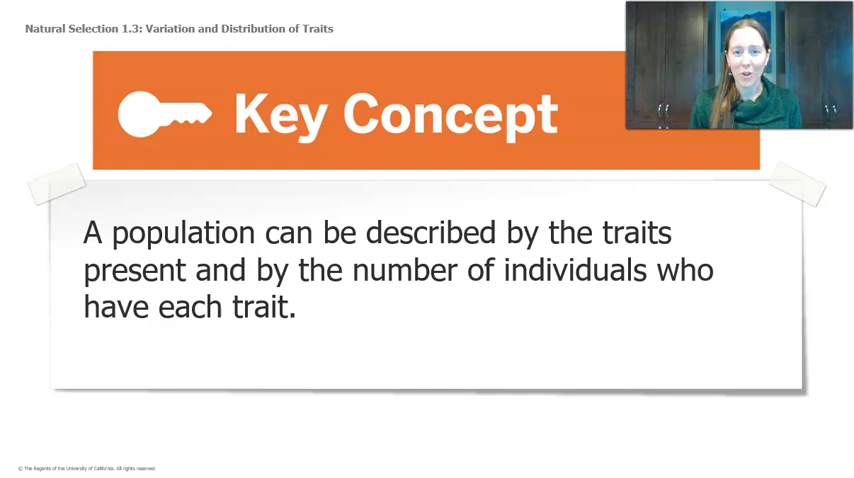 Natural Selection 1.3: Variation and Distribution of Traits
Key Concept
A population can be described by the traits
present and by the number of individuals who
have each trait.
© The Regents of the University of California. All rights reserved.